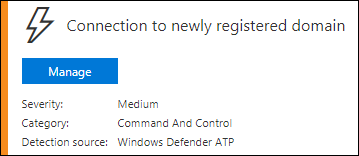 Connection to newly registered domain
Manage
Severity: Medium
Category: Command And Control
Detection source: Windows Defender ATP